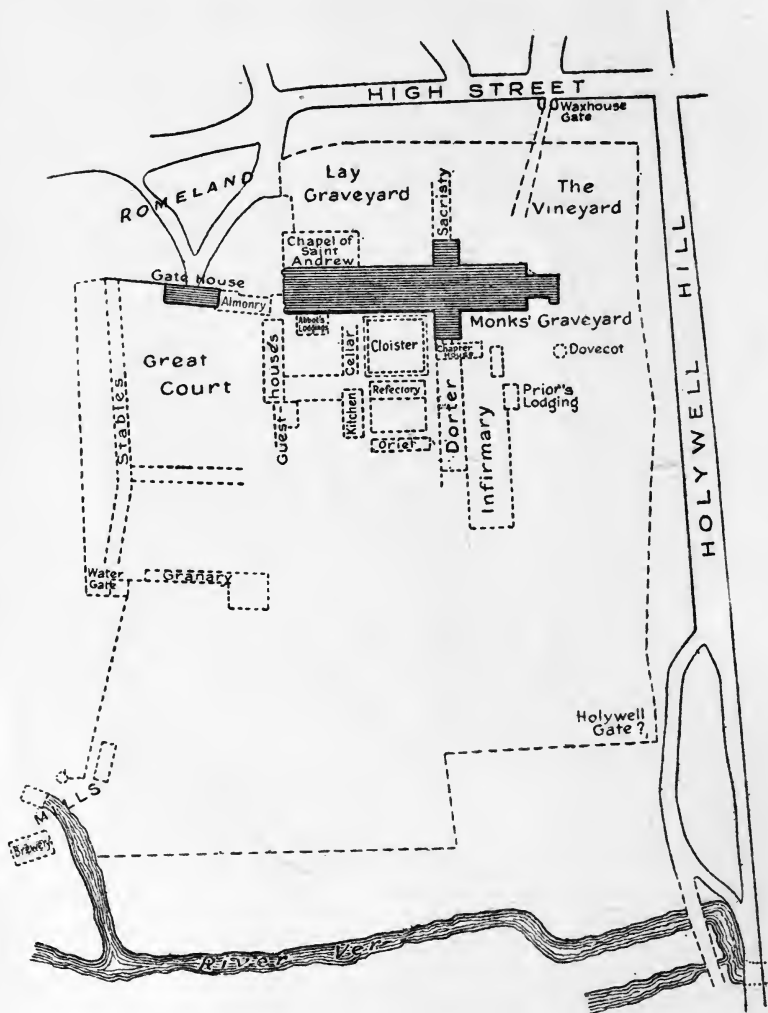 HIGH STREET
Waxhouse
Gate
ROMELAND
Lay
Graveyard
Sacristy
The
Vineyard
HOLYWELL HILL
Chapel of
Saint
Andrew
Gate House
Almonry
Abbot's
Lodgings
Monks' Graveyard
Great
Court
Stables
Guest houses
Cellar
Cloister
Chapter
House
Dovecot
Kitchen
Refectory
Oriel
Dorter
Infirmary
Prior's
Lodging
Water
Gate
Granary
Holywell
Gate ?
MILLS
Brewery
River Ver